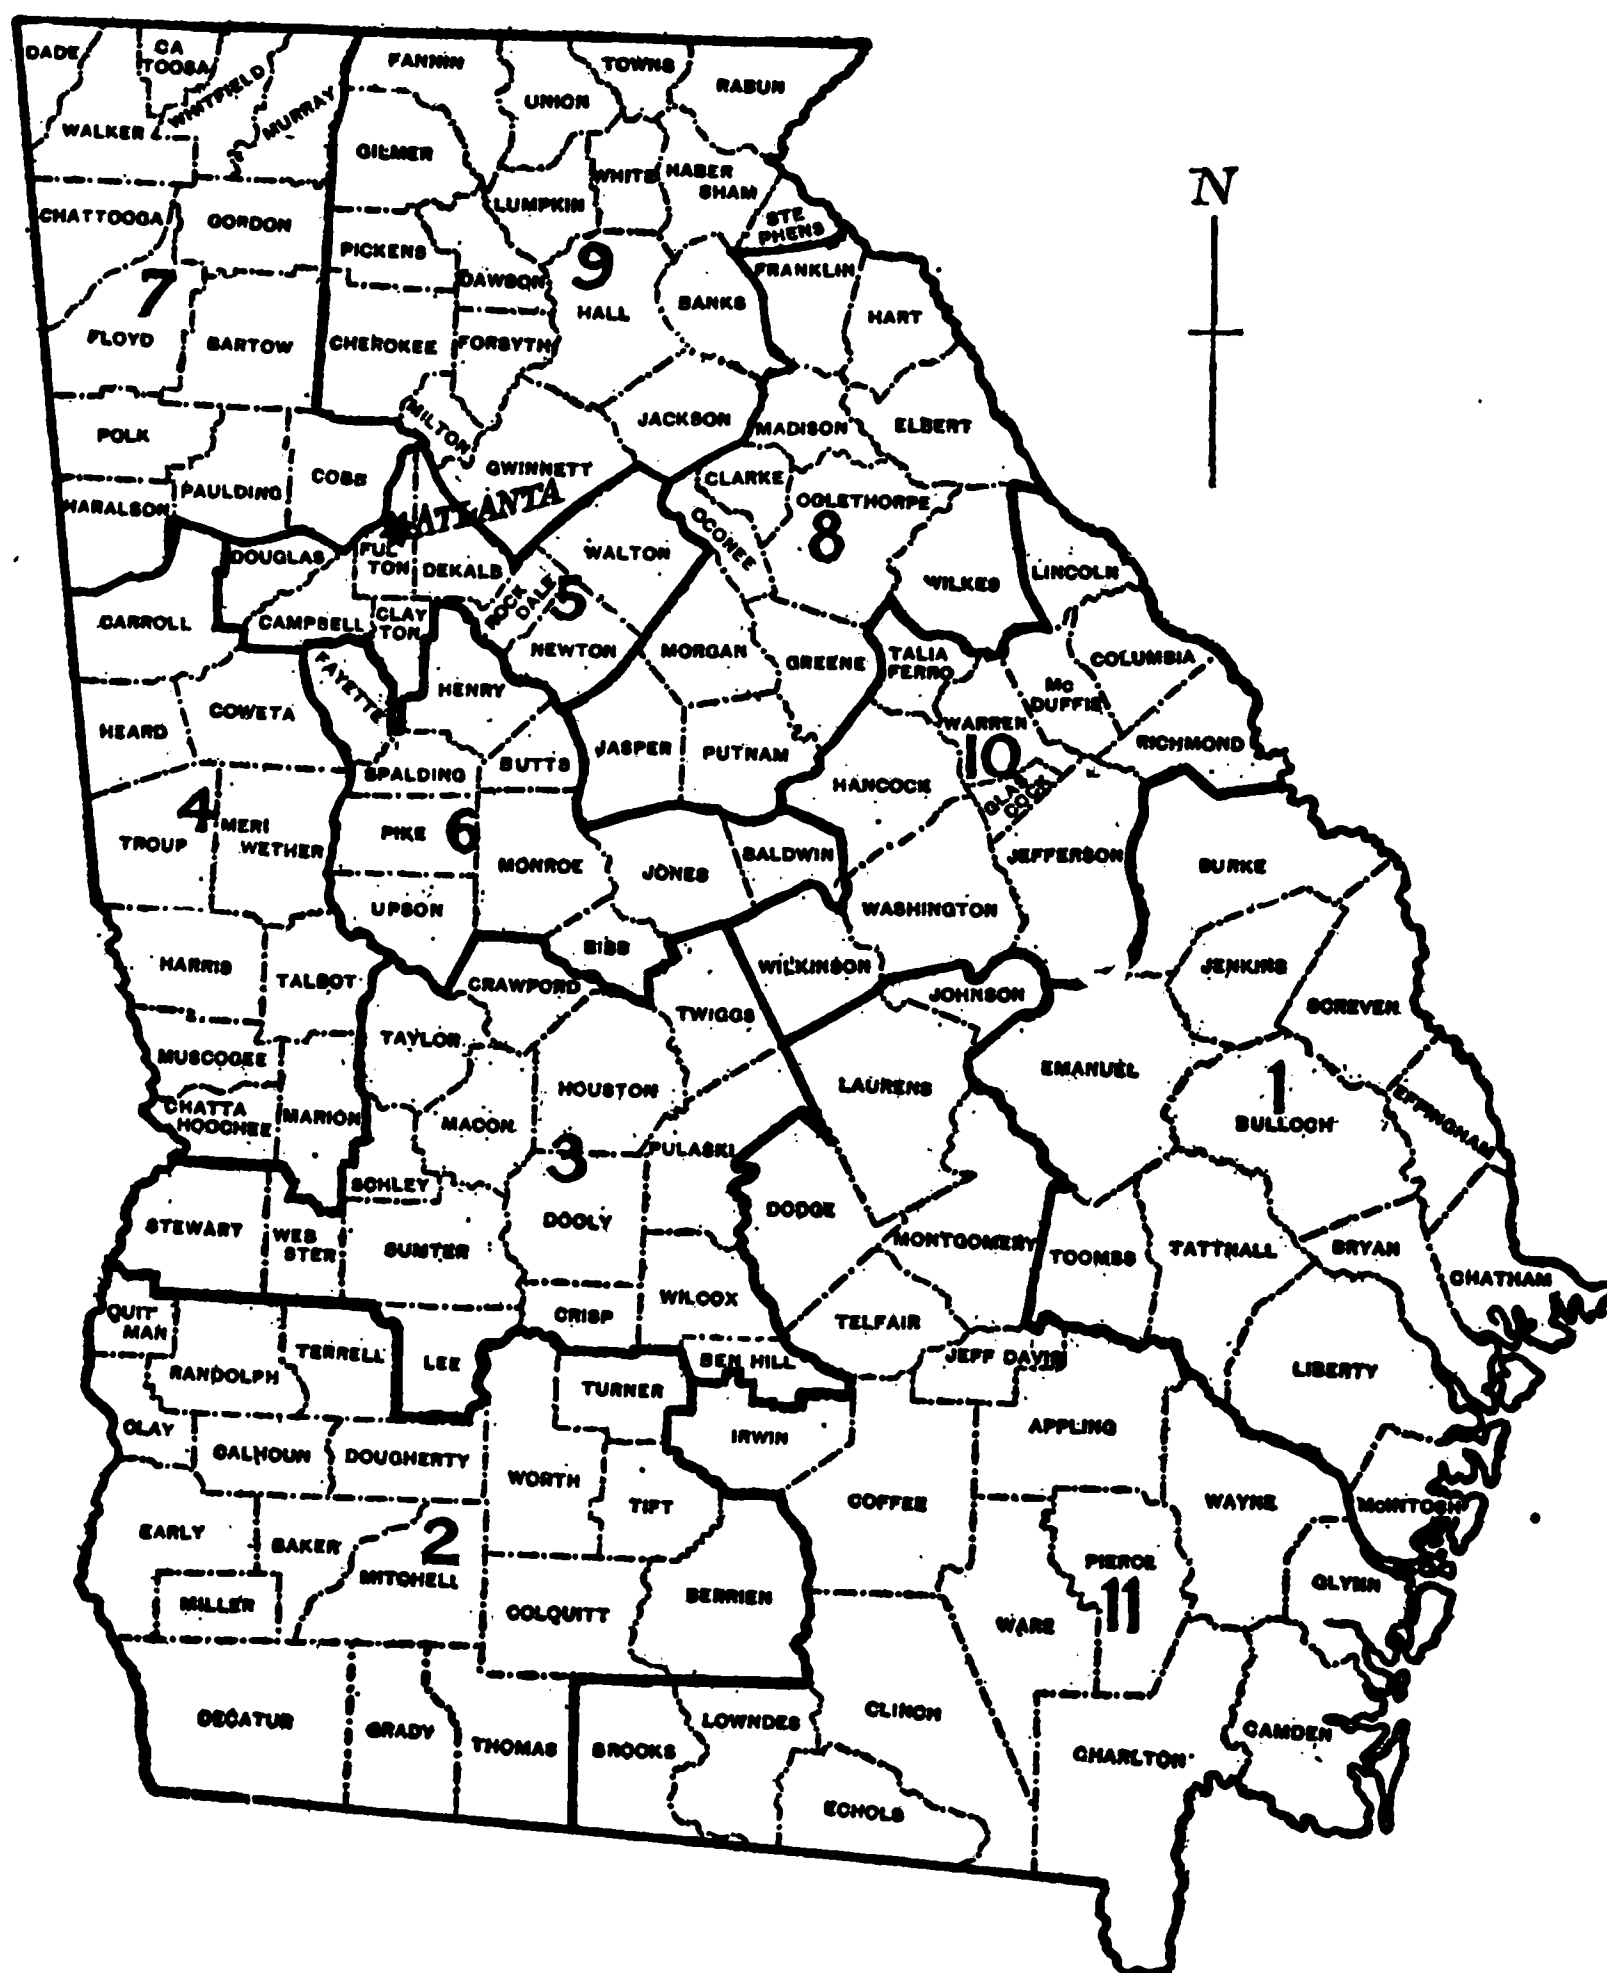 N
DADE
CA
TOOSA
WHITFIELD
MURRAY
FANNIN
TOWNS
UNION
RABUN
WALKER
GILMER
WHITE
HABER
SHAM
LUMPKIN
STE
PHENS
CHATTOOGA
GORDON
PICKENS
9
DAWSON
FRANKLIN
7
HALL
BANKS
HART
FLOYD
BARTOW
CHEROKEE
FORSYTH
MILTON
JACKSON
MADISON
ELBERT
POLK
COBB
GWINNETT
CLARKE
HARALSON
PAULDING
ATLANTA
OGLETHORPE
OCONEE
8
DOUGLAS
FUL
TON
DEKALB
WALTON
WILKES
LINCOLN
ROCK
DALE
5
CARROLL
CAMPBELL
CLAY
TON
NEWTON
MORGAN
GREENE
TALIA
FERRO
COLUMBIA
FAYETTE
HENRY
MC
DUFFIE
HEARD
COWETA
WARREN
RICHMOND
SPALDING
BUTTS
JASPER
PUTNAM
HANCOCK
10
GLAS
COCK
4
MERI
WETHER
TROUP
PIKE
6
MONROE
JONES
BALDWIN
JEFFERSON
BURKE
UPSON
WASHINGTON
HARRIS
TALBOT
BIBB
WILKINSON
JENKINS
CRAWFORD
JOHNSON
SCREVEN
TAYLOR
TWIGGS
MUSCOGEE
HOUSTON
LAURENS
EMANUEL
1
CHATTA
HOOCHEE
MARION
MACON
BULLOCH
EFFINGHAM
3
PULASKI
SCHLEY
STEWART
WEB
STER
SUMTER
DOOLY
DODGE
MONTGOMERY
TOOMBS
TATTNALL
BRYAN
CHATHAM
QUIT
MAN
CRISP
WILCOX
TELFAIR
TERRELL
LEE
BEN HILL
JEFF DAVIS
LIBERTY
RANDOLPH
TURNER
CLAY
CALHOUN
DOUGHERTY
IRWIN
APPLING
WORTH
TIFT
COFFEE
WAYNE
MCINTOSH
EARLY
BAKER
2
MITCHELL
PIERCE
11
GLYNN
MILLER
COLQUITT
BERRIEN
WARE
DECATUR
GRADY
THOMAS
BROOKS
LOWNDES
CLINCH
CHARLTON
CAMDEN
ECHOLS